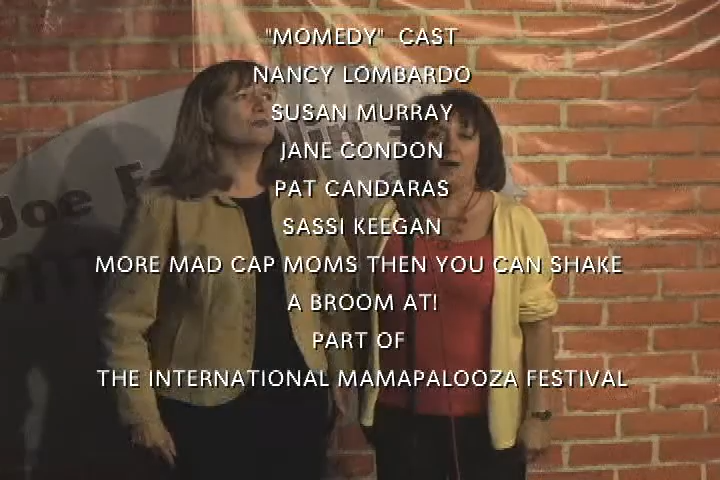 "MOMEDY" CAST
NANCY LOMBARDO
SUSAN MURRAY
JANE CONDON
PAT CANDARAS
SASSI KEEGAN
MORE MAD CAP MOMS THEN YOU CAN SHAKE
A BROOM AT!
PART OF
THE INTERNATIONAL MAMAPALOOZA FESTIVAL
Joe F